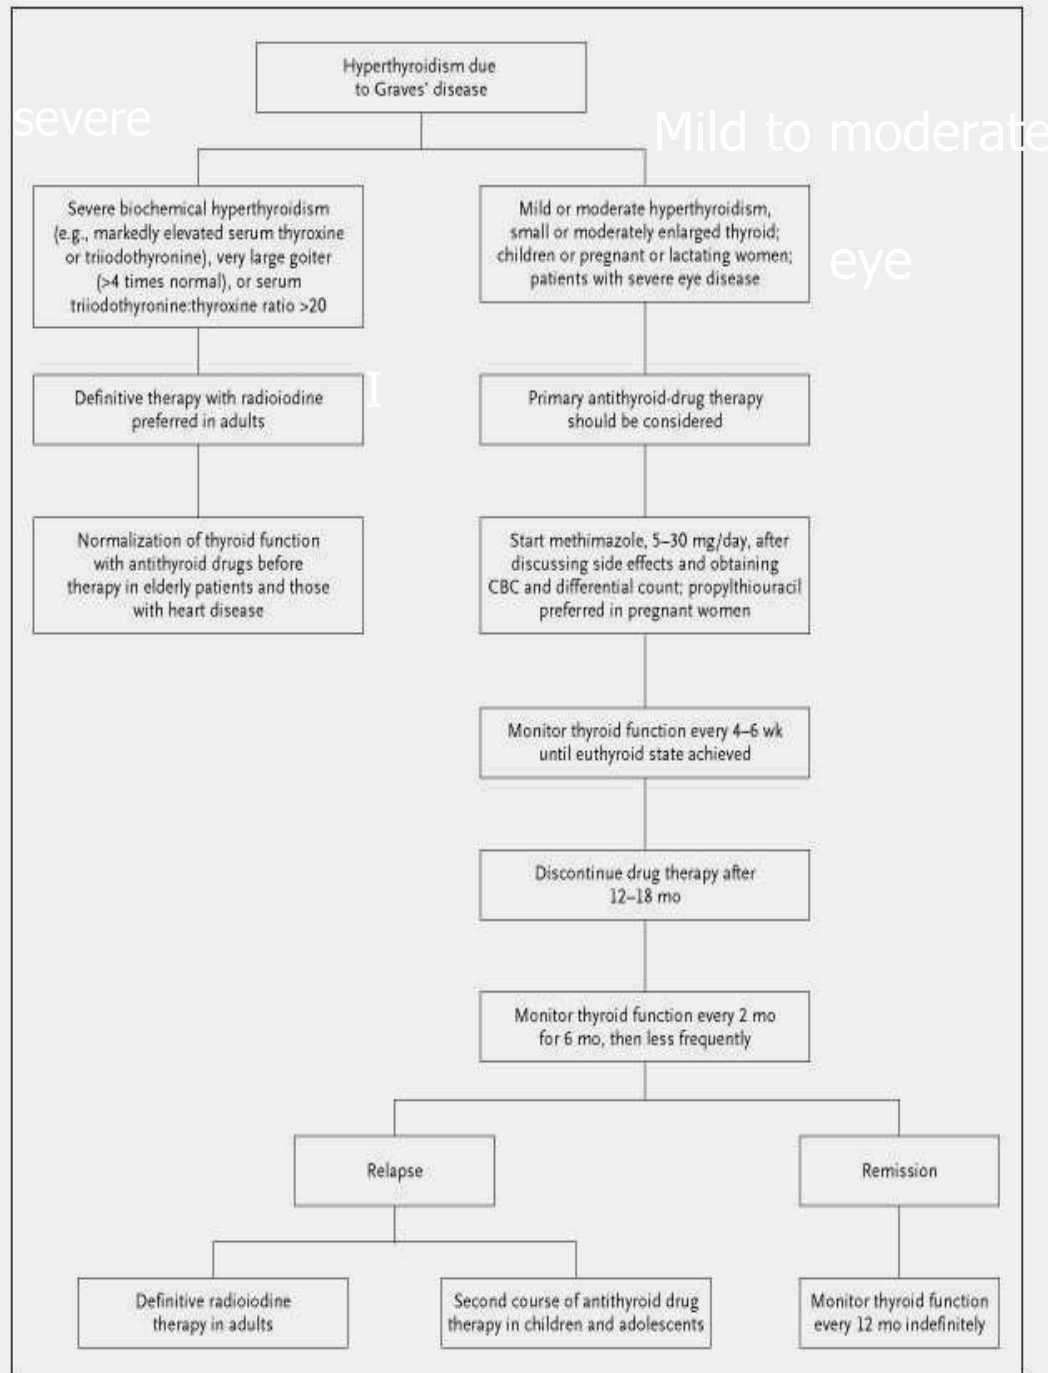 Hyperthyroidism due
to Graves' disease
severe
Mild to moderate
Severe biochemical hyperthyroidism
(e.g., markedly elevated serum thyroxine
or triiodothyronine), very large goiter
(>4 times normal), or serum
triiodothyronine:thyroxine ratio >20
Mild or moderate hyperthyroidism,
small or moderately enlarged thyroid;
children or pregnant or lactating women;
patients with severe eye disease
eye
Definitive therapy with radioiodine
preferred in adults
I
Primary antithyroid-drug therapy
should be considered
Normalization of thyroid function
with antithyroid drugs before
therapy in elderly patients and those
with heart disease
Start methimazole, 5–30 mg/day, after
discussing side effects and obtaining
CBC and differential count; propylthiouracil
preferred in pregnant women
Monitor thyroid function every 4–6 wk
until euthyroid state achieved
Discontinue drug therapy after
12–18 mo
Monitor thyroid function every 2 mo
for 6 mo, then less frequently
Relapse
Remission
Definitive radioiodine
therapy in adults
Second course of antithyroid drug
therapy in children and adolescents
Monitor thyroid function
every 12 mo indefinitely